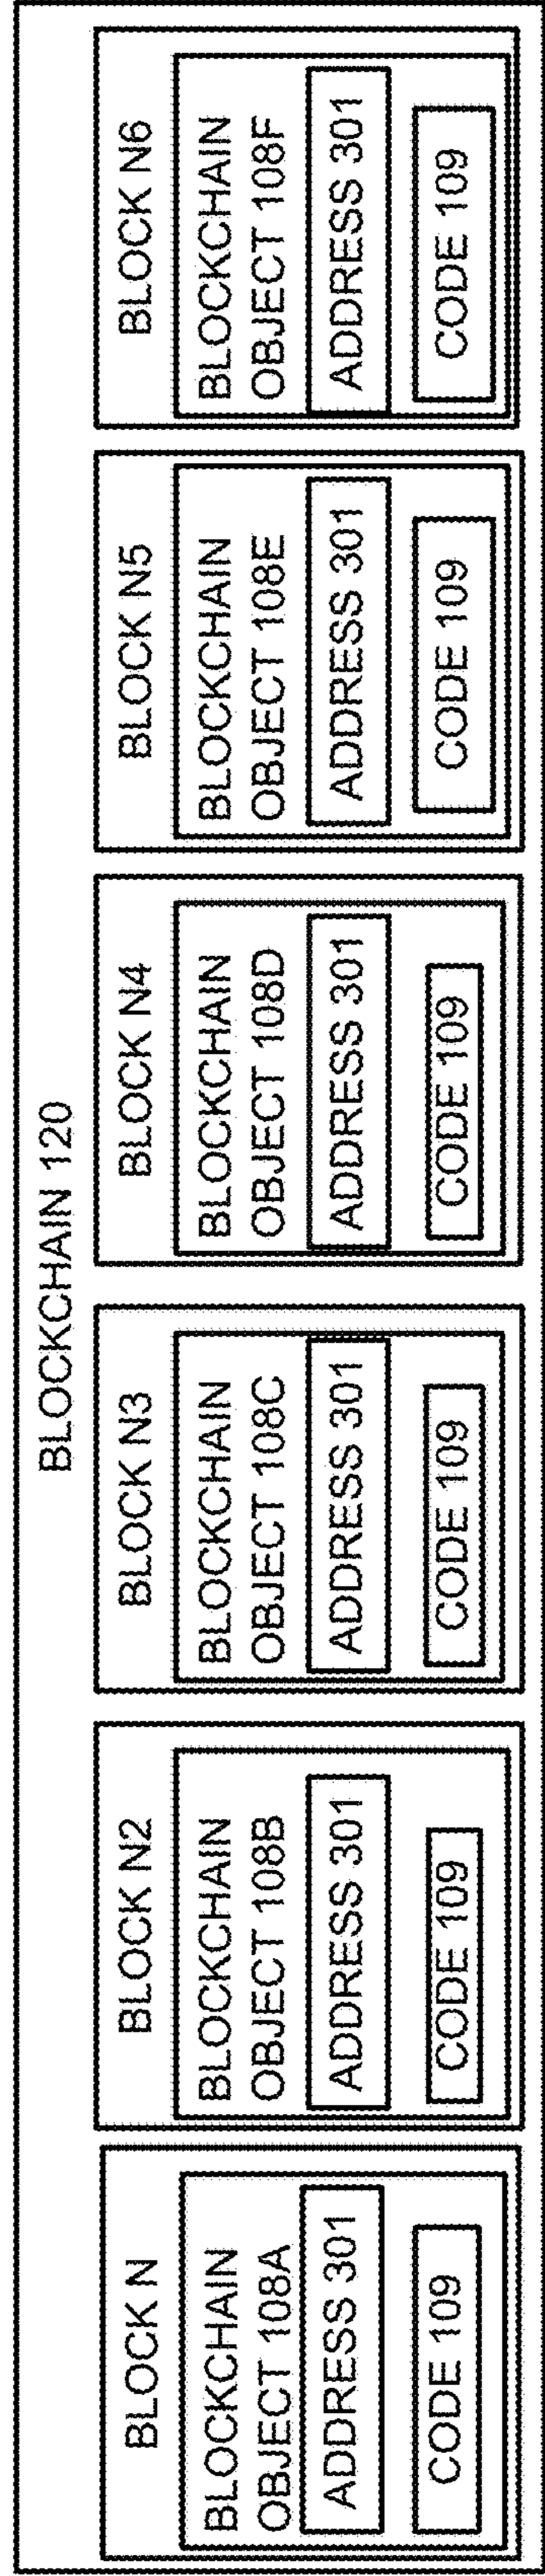 BLOCKCHAIN 120
BLOCK N
BLOCKCHAIN
OBJECT 108A
ADDRESS 301
CODE 109
BLOCK N2
BLOCKCHAIN
OBJECT 108B
ADDRESS 301
CODE 109
BLOCK N3
BLOCKCHAIN
OBJECT 108C
ADDRESS 301
CODE 109
BLOCK N4
BLOCKCHAIN
OBJECT 108D
ADDRESS 301
CODE 109
BLOCK N5
BLOCKCHAIN
OBJECT 108E
ADDRESS 301
CODE 109
BLOCK N6
BLOCKCHAIN
OBJECT 108F
ADDRESS 301
CODE 109